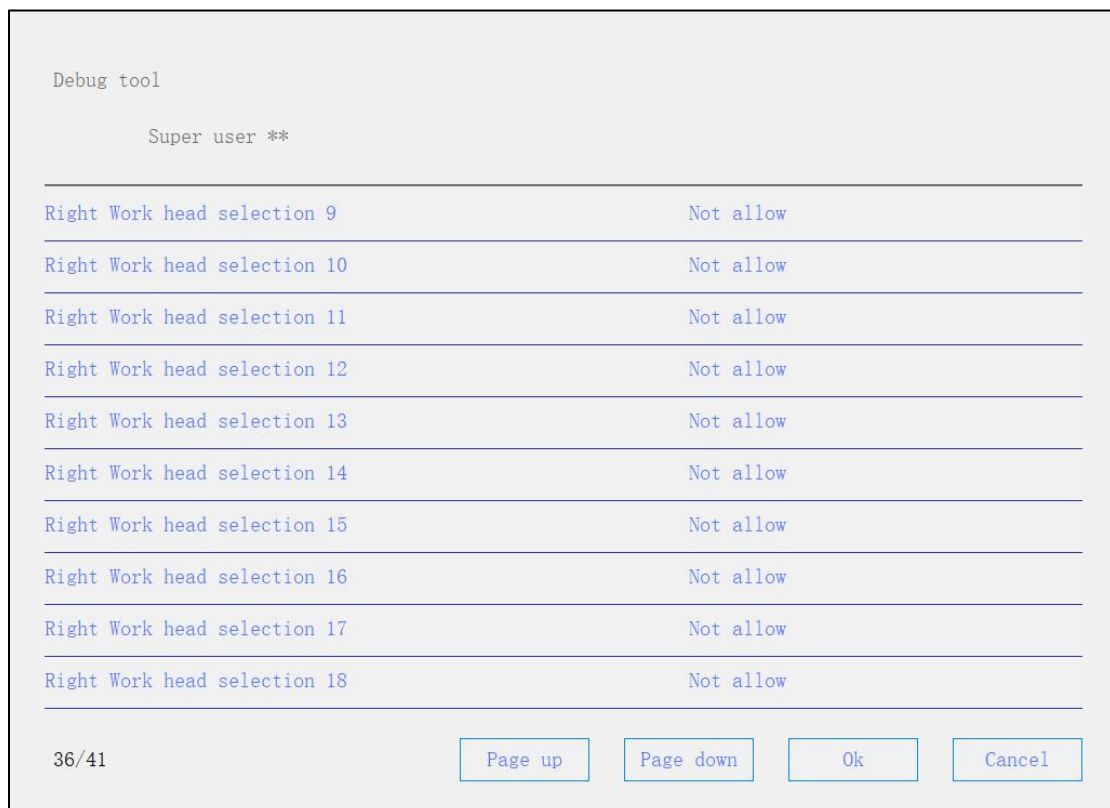 Debug tool
Super user **
Right Work head selection 9 Not allow
Right Work head selection 10 Not allow
Right Work head selection 11 Not allow
Right Work head selection 12 Not allow
Right Work head selection 13 Not allow
Right Work head selection 14 Not allow
Right Work head selection 15 Not allow
Right Work head selection 16 Not allow
Right Work head selection 17 Not allow
Right Work head selection 18 Not allow
36/41 Page up Page down Ok Cancel